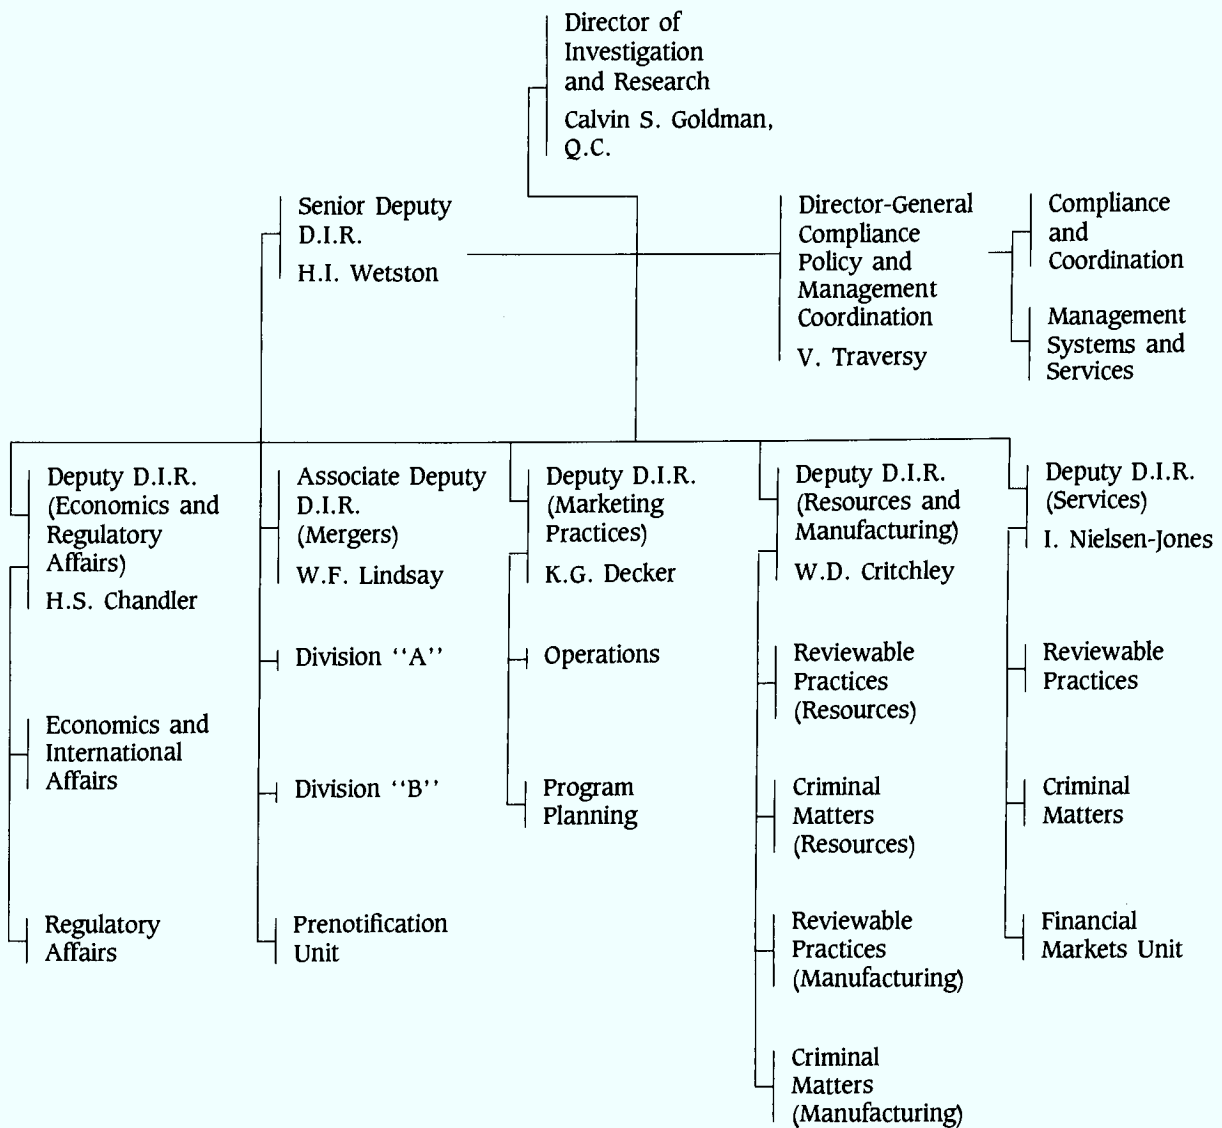 Director of
Investigation
and Research
Calvin S. Goldman,
Q.C.
Senior Deputy
D.I.R.
H.I. Wetston
Director-General
Compliance
Policy and
Management
Coordination
V. Traversy
Compliance
and
Coordination
Management
Systems and
Services
Deputy D.I.R.
(Economics and
Regulatory
Affairs)
H.S. Chandler
Economics and
International
Affairs
Regulatory
Affairs
Associate Deputy
D.I.R.
(Mergers)
W.F. Lindsay
Division ‘‘A’’
Division ‘‘B’’
Prenotification
Unit
Deputy D.I.R.
(Marketing
Practices)
K.G. Decker
Operations
Program
Planning
Deputy D.I.R.
(Resources and
Manufacturing)
W.D. Critchley
Reviewable
Practices
(Resources)
Criminal
Matters
(Resources)
Reviewable
Practices
(Manufacturing)
Criminal
Matters
(Manufacturing)
Deputy D.I.R.
(Services)
I. Nielsen-Jones
Reviewable
Practices
Criminal
Matters
Financial
Markets Unit